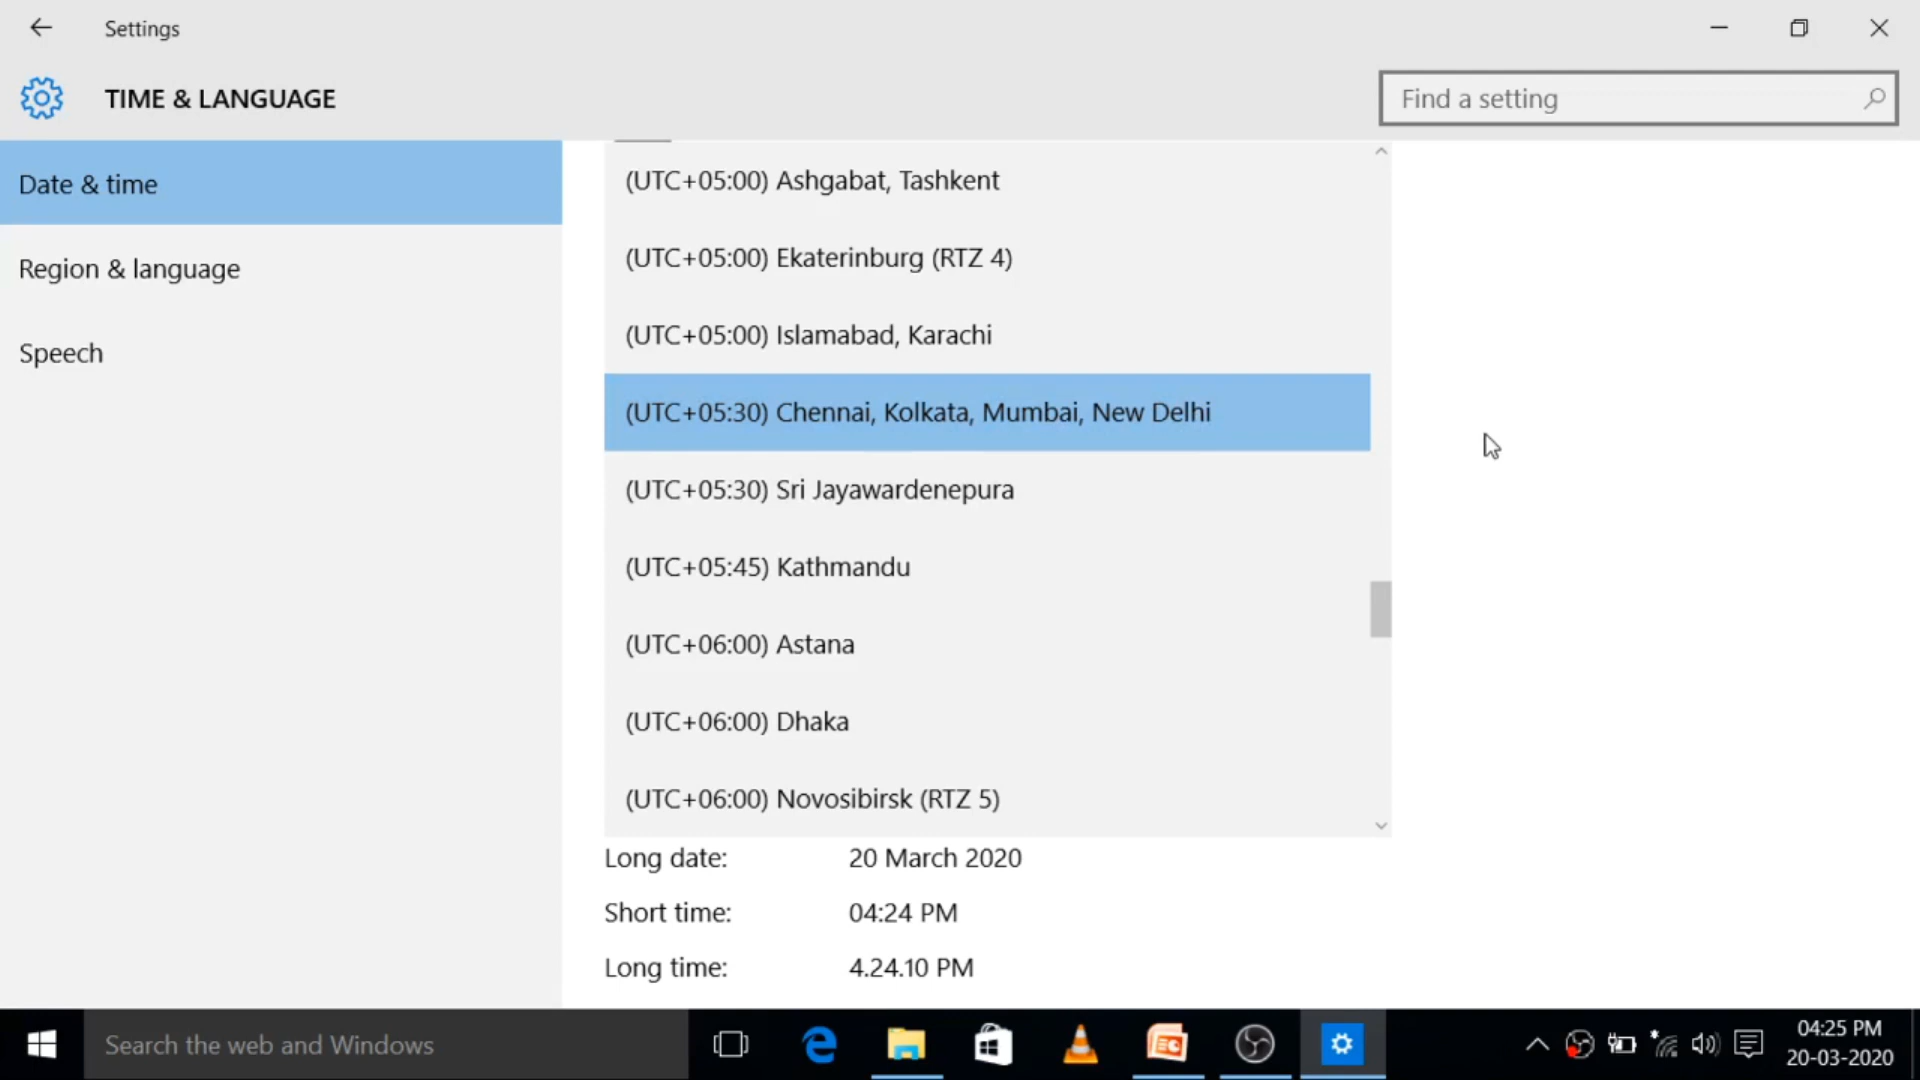 Settings
TIME & LANGUAGE
Find a setting
Date & time
Region & language
Speech
(UTC+05:00) Ashgabat, Tashkent
(UTC+05:00) Ekaterinburg (RTZ 4)
(UTC+05:00) Islamabad, Karachi
(UTC+05:30) Chennai, Kolkata, Mumbai, New Delhi
(UTC+05:30) Sri Jayawardenepura
(UTC+05:45) Kathmandu
(UTC+06:00) Astana
(UTC+06:00) Dhaka
(UTC+06:00) Novosibirsk (RTZ 5)
Long date: 20 March 2020
Short time: 04:24 PM
Long time: 4.24.10 PM
Search the web and Windows
04:25 PM
20-03-2020